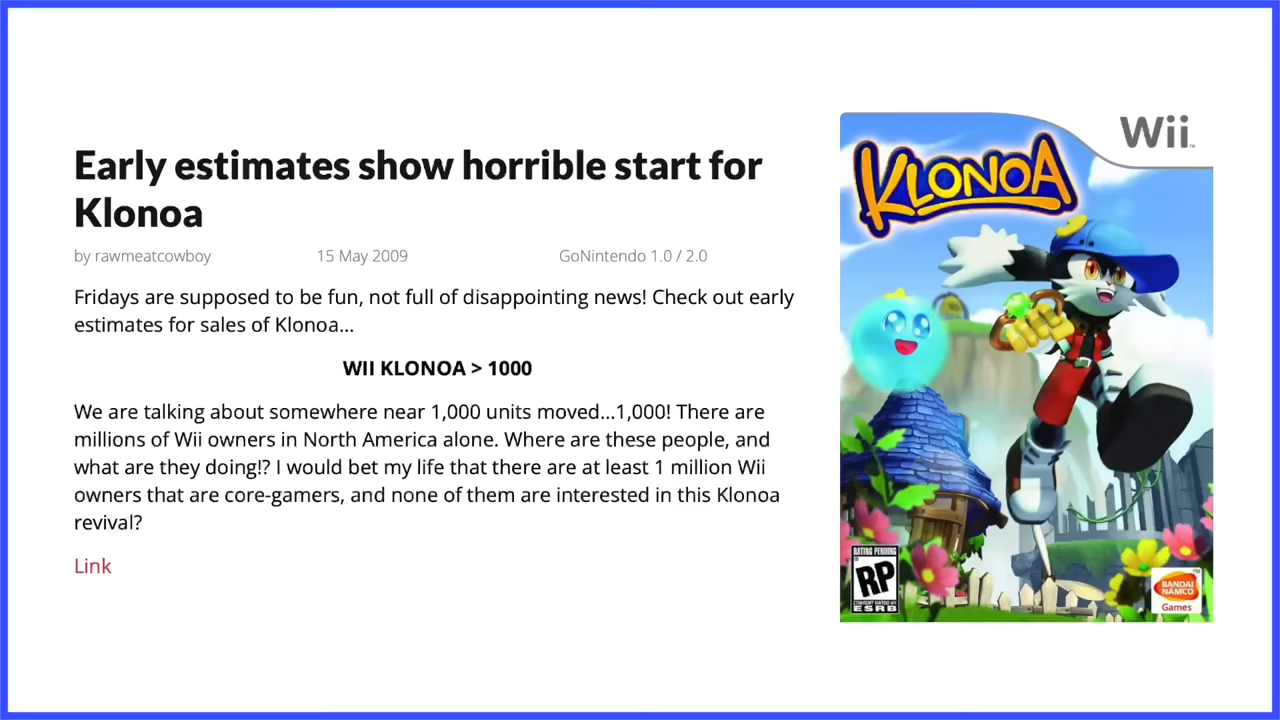 Early estimates show horrible start for
Klonoa
by rawmeatcowboy 15 May 2009 GoNintendo 1.0 / 2.0
Fridays are supposed to be fun, not full of disappointing news! Check out early
estimates for sales of Klonoa...
WII KLONOA > 1000
We are talking about somewhere near 1,000 units moved...1,000! There are
millions of Wii owners in North America alone. Where are these people, and
what are they doing!? I would bet my life that there are at least 1 million Wii
owners that are core-gamers, and none of them are interested in this Klonoa
revival?
Link
Wii
KLONOA
RATING PENDING
RP
ESRB
BANDAI
NAMCO
Games